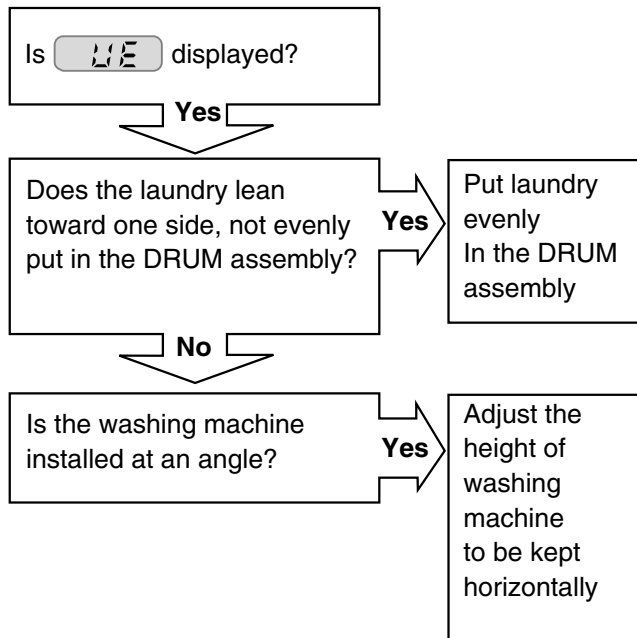 Is UE displayed?
Yes
Does the laundry lean
toward one side, not evenly
put in the DRUM assembly?
Yes
Put laundry
evenly
In the DRUM
assembly
No
Is the washing machine
installed at an angle?
Yes
Adjust the
height of
washing
machine
to be kept
horizontally